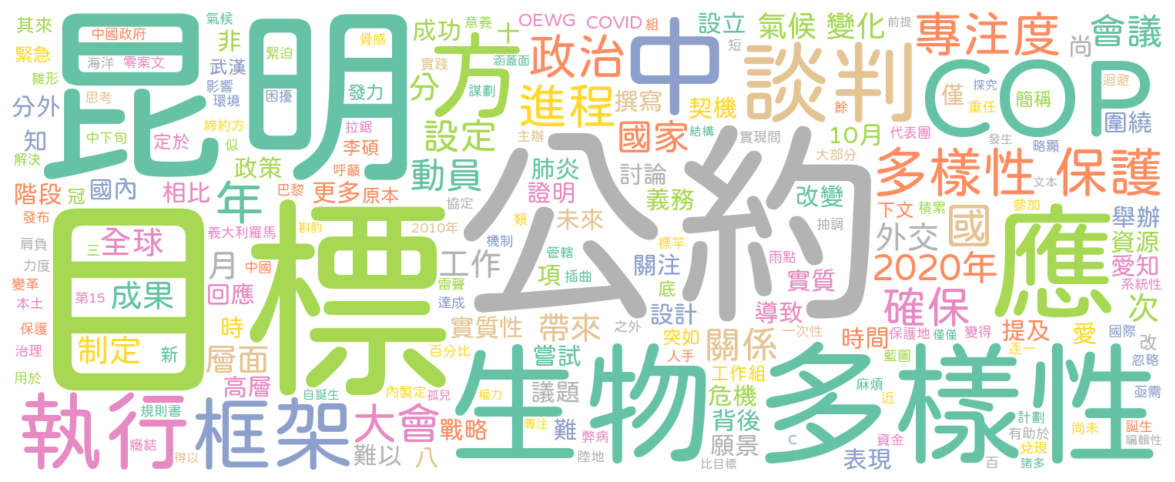 昆明
方
中
談判
COP
公約
目標
應
生物多樣性
執行
框架
多樣性
保護
專注度
會議
政治
進程
國家
設定
動員
2020年
確保
大會
關係
年
全球
成果
制定
其來
氣候
中國政府
緊急
海洋
零案文
非
緊迫
骨感
成功
意義
十
OEWG
COVID
組
設立
氣候
變化
前提
尚
雛形
武漢
影響
環境
困擾
發力
實踐
涵蓋面
謀劃
分
短
撰寫
契機
僅
探究
簡稱
重任
迴避
圍繞
餘
分外
思考
知
中下旬
定於
締約方
似
拉鋸
李碩
主辦
結構
實現間
10月
代表團
發生
略顯
解決
政策
呼籲
肺炎
討論
大部分
文本
階段
冠
國內
相比
巴黎
更多
原本
證明
義務
改變
協定
類
未來
發布
義大利羅馬
斟酌
2010年
抽調
下文
積累
參加
舉辦
肩負
三
機制
標竿
外交
國
資源
力度
月
工作
管轄
雨點
愛知
變革
第15
中國
雷聲
項
插曲
關注
實質
系統性
本土
回應
達成
底
次
保護
時
實質性
帶來
之外
設計
導致
一次性
時間
保護地
僅僅
變得
提及
愛
國際
改
治理
新
層面
百分比
嘗試
突如
人手
藍圖
逐一
忽略
用於
高層
自誕生
內製定
孤兒
議題
工作組
危機
麻煩
近
亟需
規則書
戰略
權力
專注
難
弊病
背後
資金
計劃
尚未
有助於
兌現
誕生
癥結
得以
難以
八
陸地
願景
比目標
C
表現
百
諸多
編輯性